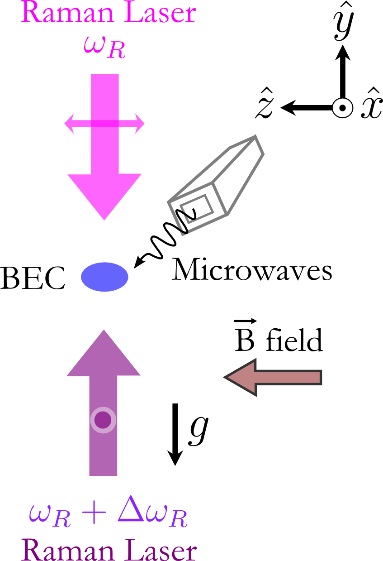 Raman Laser
ω_R
ŷ
ẑ
x̂
BEC
Microwaves
B⃗ field
g
ω_R + Δω_R
Raman Laser